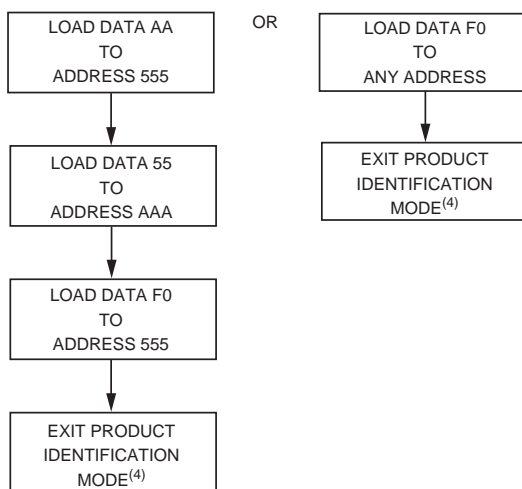 LOAD DATA AA
TO
ADDRESS 555
LOAD DATA 55
TO
ADDRESS AAA
LOAD DATA F0
TO
ADDRESS 555
EXIT PRODUCT
IDENTIFICATION
MODE(4)
OR
LOAD DATA F0
TO
ANY ADDRESS
EXIT PRODUCT
IDENTIFICATION
MODE(4)